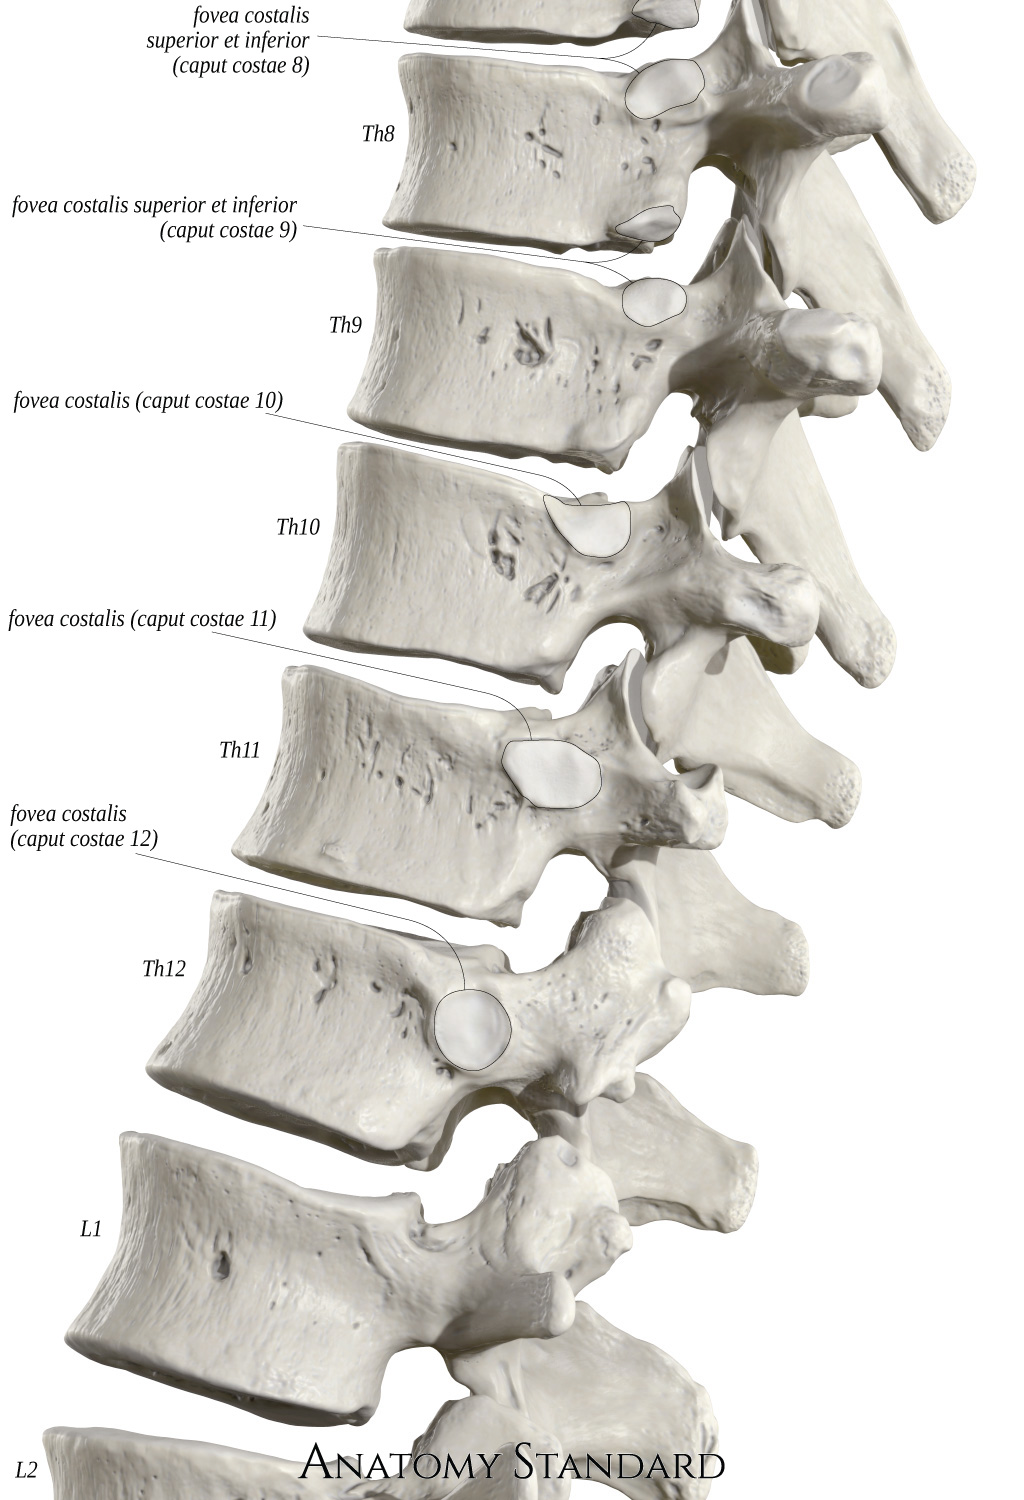 fovea costalis
superior et inferior
(caput costae 8)
Th8
fovea costalis superior et inferior
(caput costae 9)
Th9
fovea costalis (caput costae 10)
Th10
fovea costalis (caput costae 11)
Th11
fovea costalis
(caput costae 12)
Th12
L1
L2
Anatomy Standard